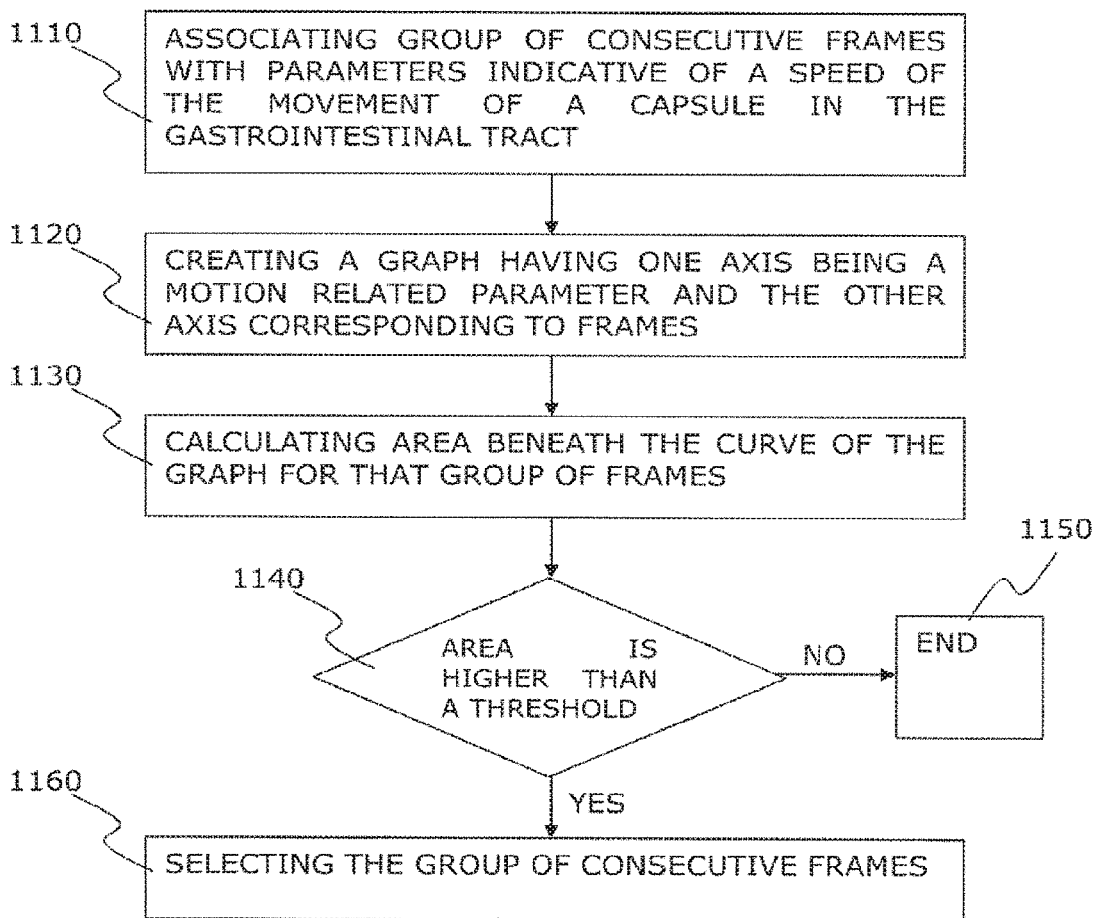 1110
ASSOCIATING GROUP OF CONSECUTIVE FRAMES
WITH PARAMETERS INDICATIVE OF A SPEED OF
THE MOVEMENT OF A CAPSULE IN THE
GASTROINTESTINAL TRACT
1120
CREATING A GRAPH HAVING ONE AXIS BEING A
MOTION RELATED PARAMETER AND THE OTHER
AXIS CORRESPONDING TO FRAMES
1130
CALCULATING AREA BENEATH THE CURVE OF THE
GRAPH FOR THAT GROUP OF FRAMES
1140
AREA IS
HIGHER THAN
A THRESHOLD
NO
1150
END
YES
1160
SELECTING THE GROUP OF CONSECUTIVE FRAMES